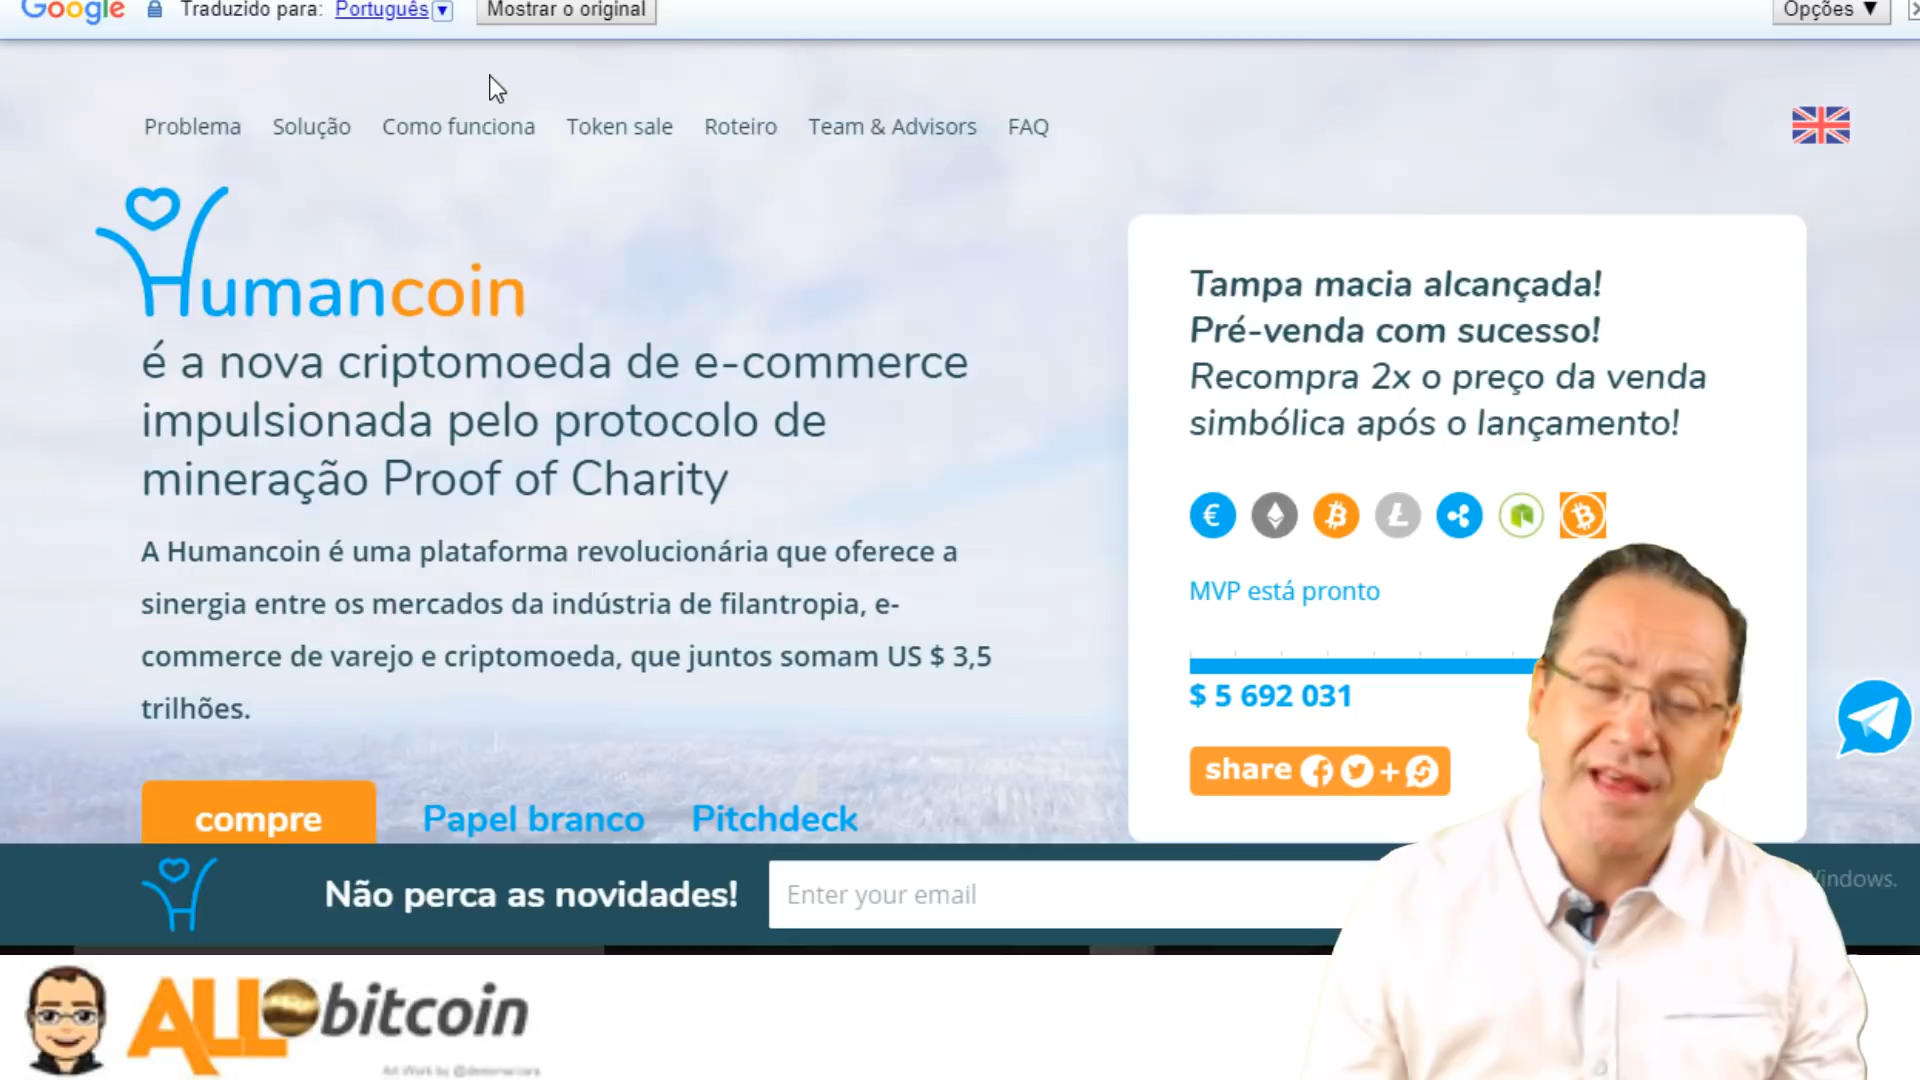 Google Traduzido para: Português Mostrar o original Opções
Problema Solução Como funciona Token sale Roteiro Team & Advisors FAQ
Humancoin
é a nova criptomoeda de e-commerce
impulsionada pelo protocolo de
mineração Proof of Charity
A Humancoin é uma plataforma revolucionária que oferece a
sinergia entre os mercados da indústria de filantropia, e-
commerce de varejo e criptomoeda, que juntos somam US $ 3,5
trilhões.
compre Papel branco Pitchdeck
Tampa macia alcançada!
Pré-venda com sucesso!
Recompra 2x o preço da venda
simbólica após o lançamento!
MVP está pronto
$ 5 692 031
share
Não perca as novidades! Enter your email
Windows.
ALL bitcoin
Art Work by